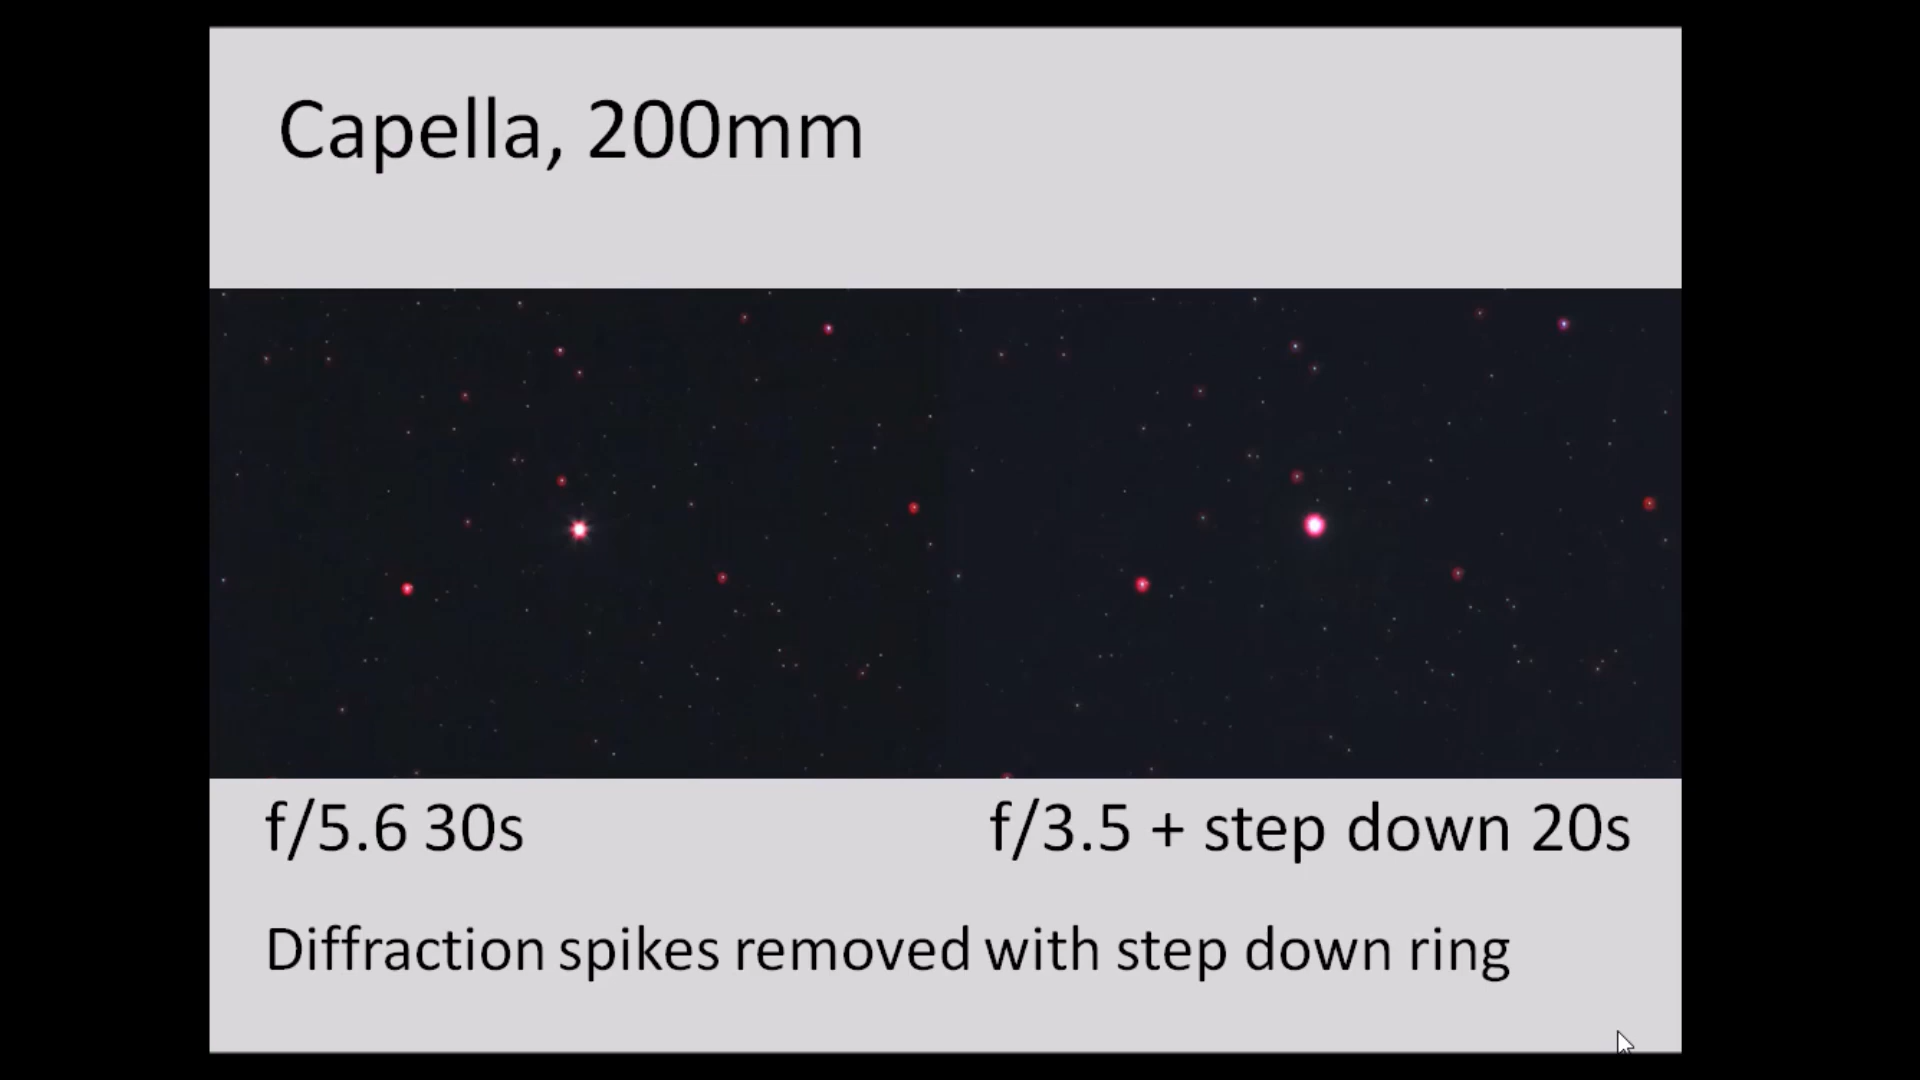 Capella, 200mm
f/5.6 30s
f/3.5 + step down 20s
Diffraction spikes removed with step down ring